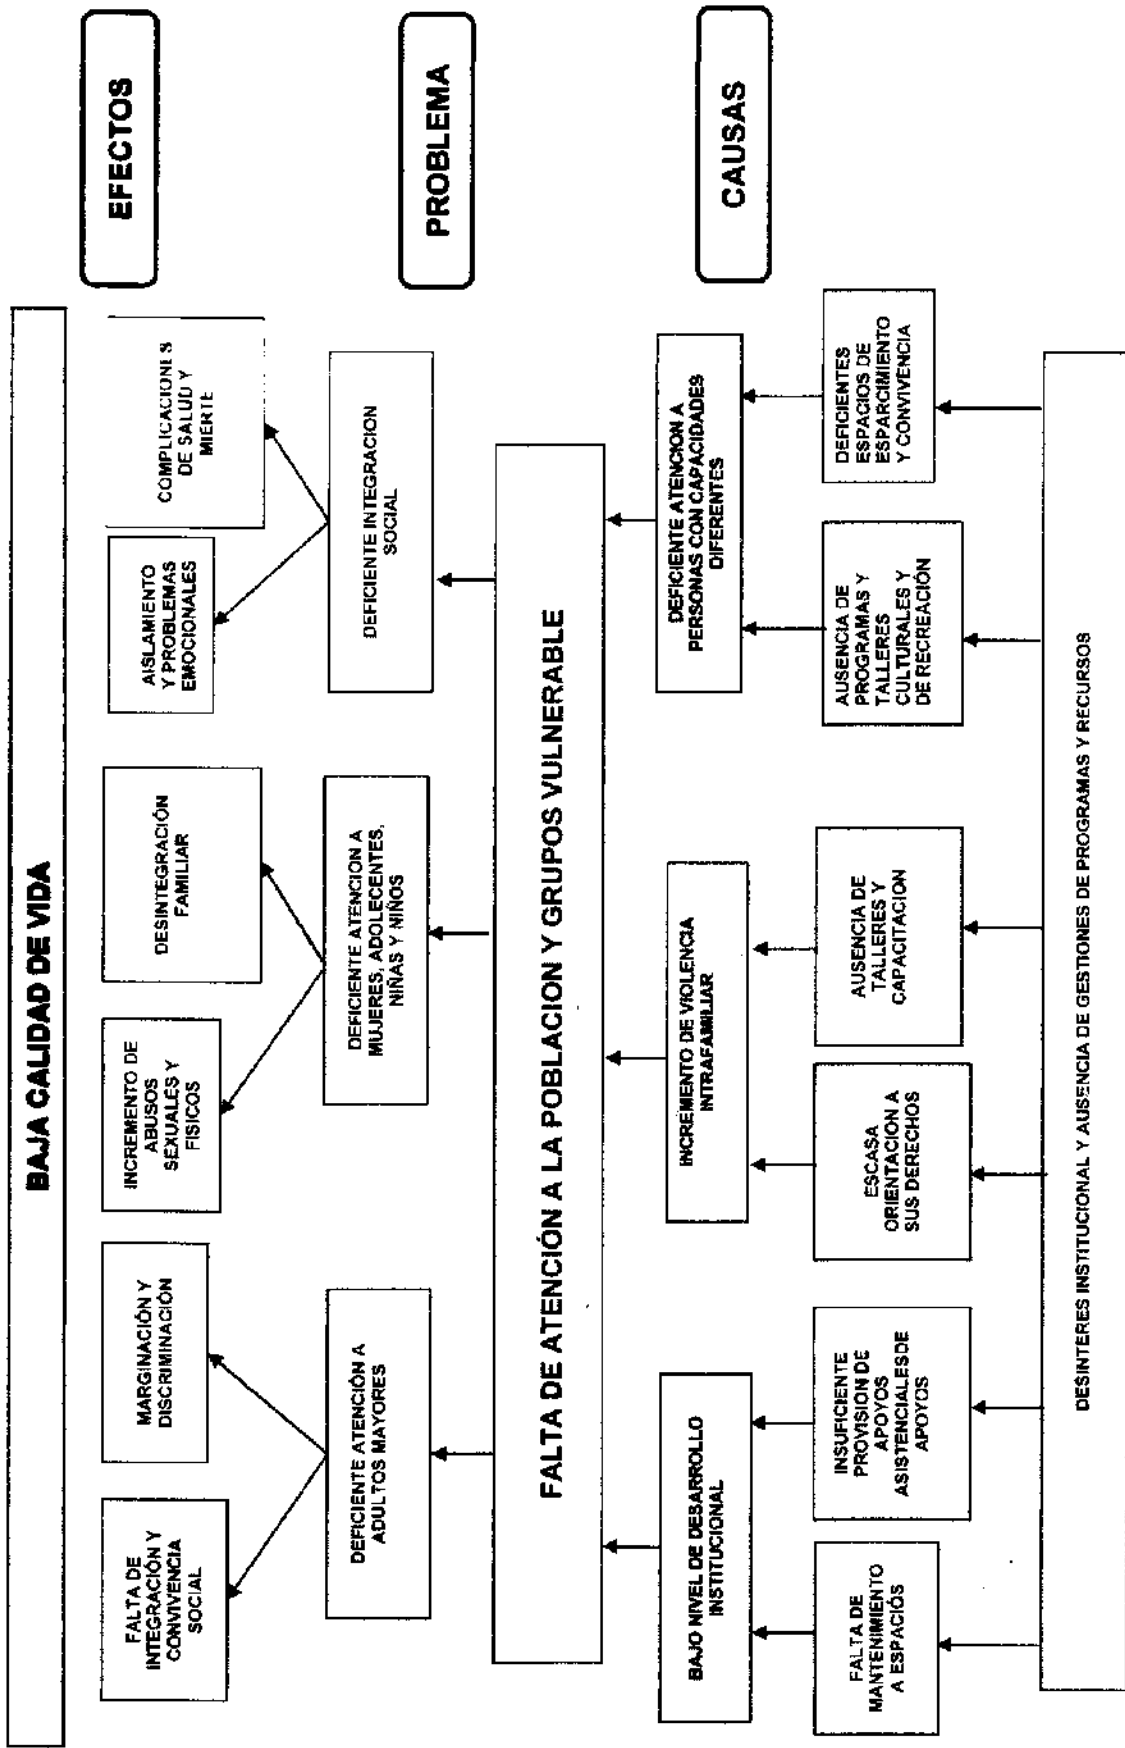 BAJA CALIDAD DE VIDA
EFECTOS
FALTA DE
INTEGRACIÓN Y
CONVIVENCIA
SOCIAL
MARGINACIÓN Y
DISCRIMINACIÓN
INCREMENTO DE
ABUSOS
SEXUALES Y
FISICOS
DESINTEGRACIÓN
FAMILIAR
AISLAMIENTO
Y PROBLEMAS
EMOCIONALES
COMPLICACIONES
DE SALUD Y
MIERTE
DEFICIENTE ATENCIÓN A
ADULTOS MAYORES
DEFICIENTE ATENCION A
MUJERES, ADOLECENTES,
NIÑAS Y NIÑOS
DEFICIENTE INTEGRACION
SOCIAL
PROBLEMA
FALTA DE ATENCIÓN A LA POBLACION Y GRUPOS VULNERABLE
CAUSAS
BAJO NIVEL DE DESARROLLO
INSTITUCIONAL
INCREMENTO DE VIOLENCIA
INTRAFAMILIAR
DEFICIENTE ATENCION A
PERSONAS CON CAPACIDADES
DIFERENTES
FALTA DE
MANTENIMIENTO
A ESPACIÓS
INSUFICIENTE
PROVISION DE
APOYOS
ASISTENCIALESDE
APOYOS
ESCASA
ORIENTACION A
SUS DERECHOS
AUSENCIA DE
TALLERES Y
CAPACITACION
AUSENCIA DE
PROGRAMAS Y
TALLERES
CULTURALES Y
DE RECREACIÓN
DEFICIENTES
ESPACIOS DE
ESPARCIMIENTO
Y CONVIVENCIA
DESINTERES INSTITUCIONAL Y AUSENCIA DE GESTIONES DE PROGRAMAS Y RECURSOS